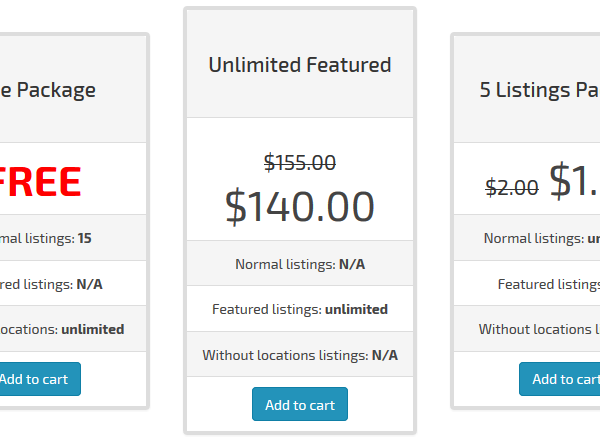 e Package
FREE
mal listings: 15
red listings: N/A
ocations: unlimited
Add to cart
Unlimited Featured
$155.00
$140.00
Normal listings: N/A
Featured listings: unlimited
Without locations listings: N/A
Add to cart
5 Listings Pa
$2.00 $1.
Normal listings: un
Featured listings
Without locations l
Add to cart